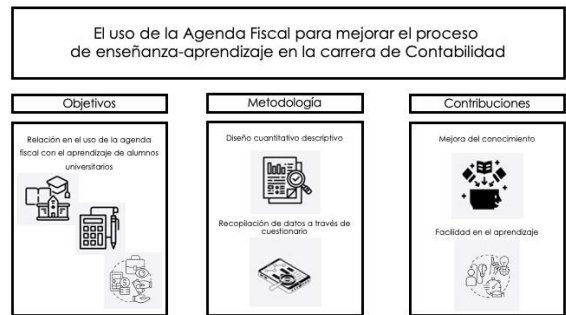 El uso de la Agenda Fiscal para mejorar el proceso
de enseñanza-aprendizaje en la carrera de Contabilidad
Objetivos
Relación en el uso de la agenda
fiscal con el aprendizaje de alumnos
universitarios
Metodología
Diseño cuantitativo descriptivo
Recopilación de datos a través de
cuestionario
Contribuciones
Mejora del conocimiento
Facilidad en el aprendizaje